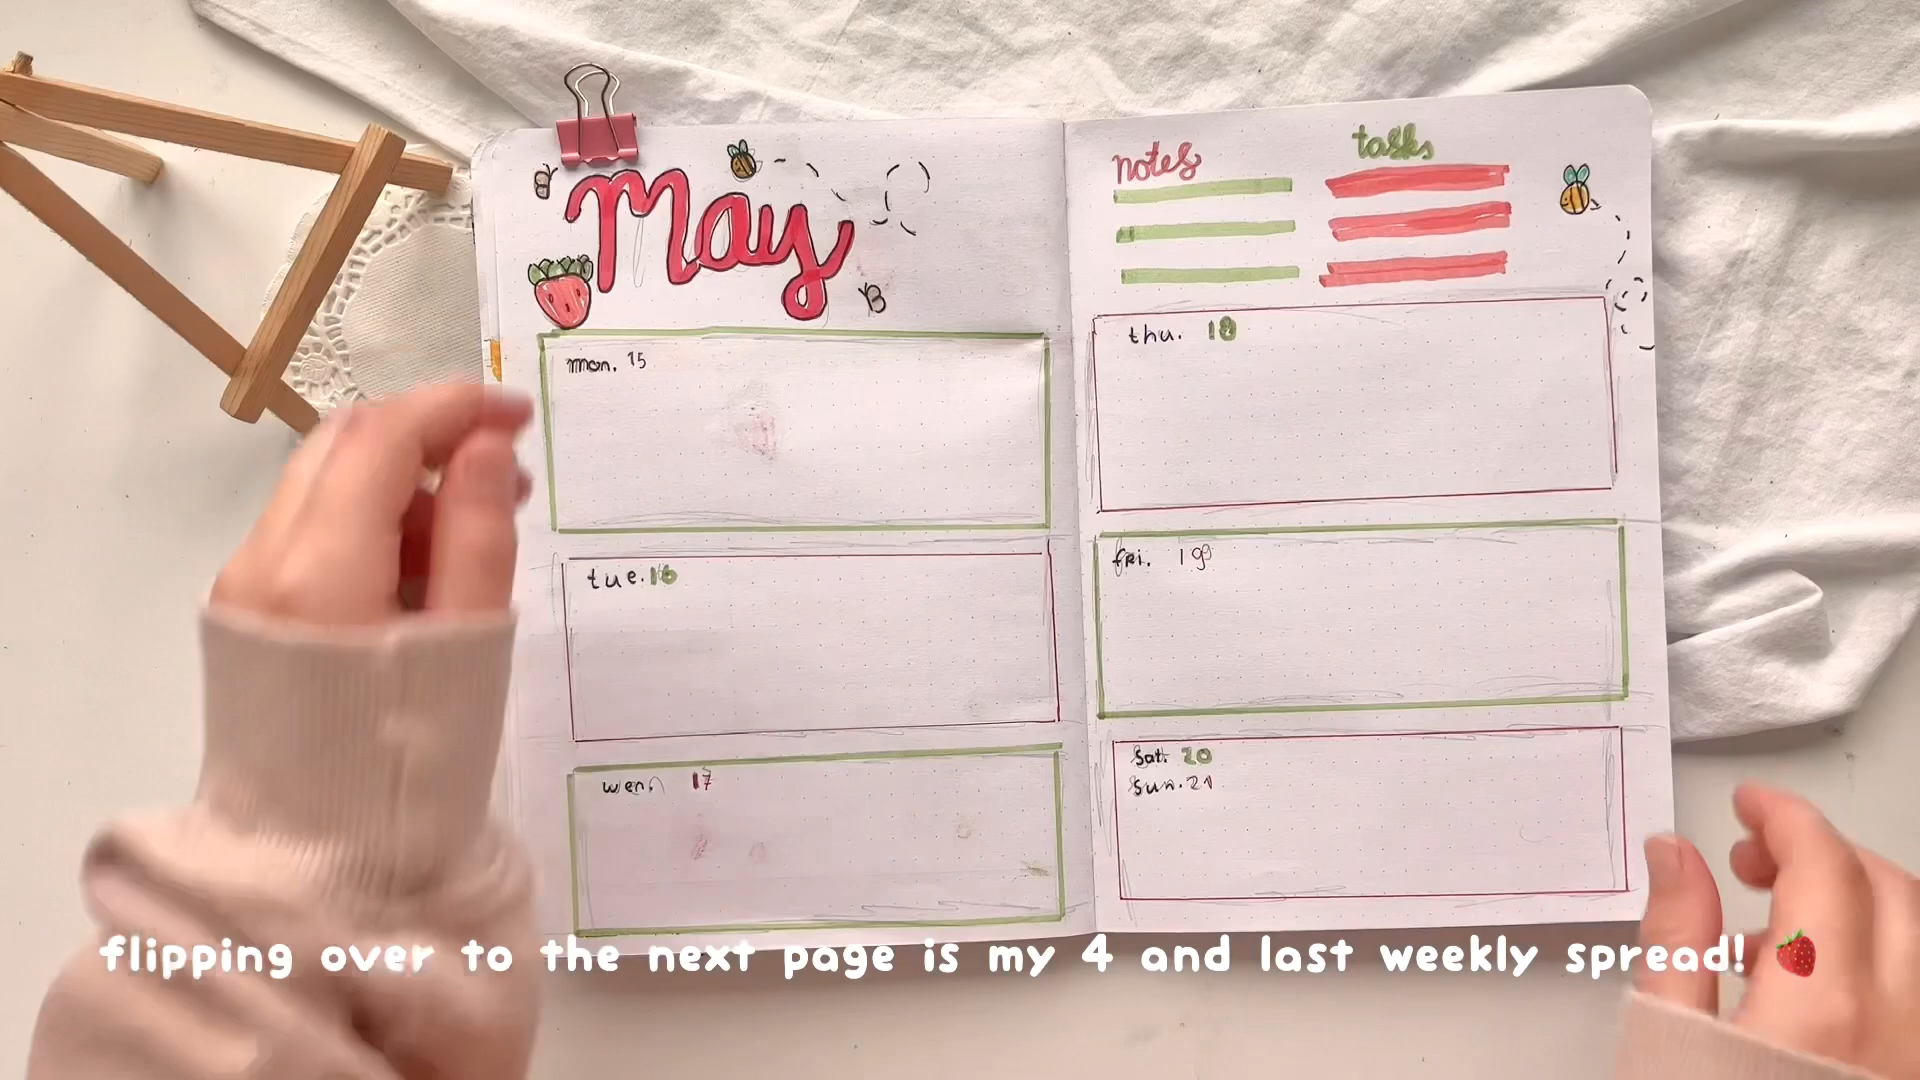 May
mon. 15
tue. 16
wen. 17
notes
tasks
thu. 18
fri. 19
sat. 20
sun. 21
flipping over to the next page is my 4 and last weekly spread! 🍓